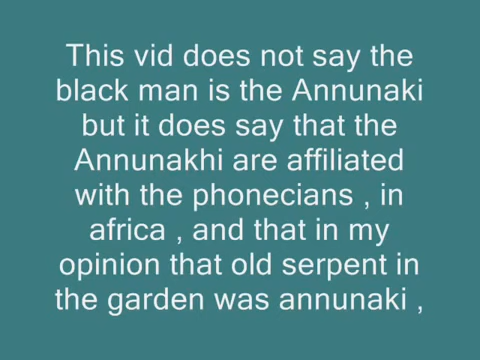 This vid does not say the
black man is the Annunaki
but it does say that the
Annunakhi are affiliated
with the phonecians , in
africa , and that in my
opinion that old serpent in
the garden was annunaki ,